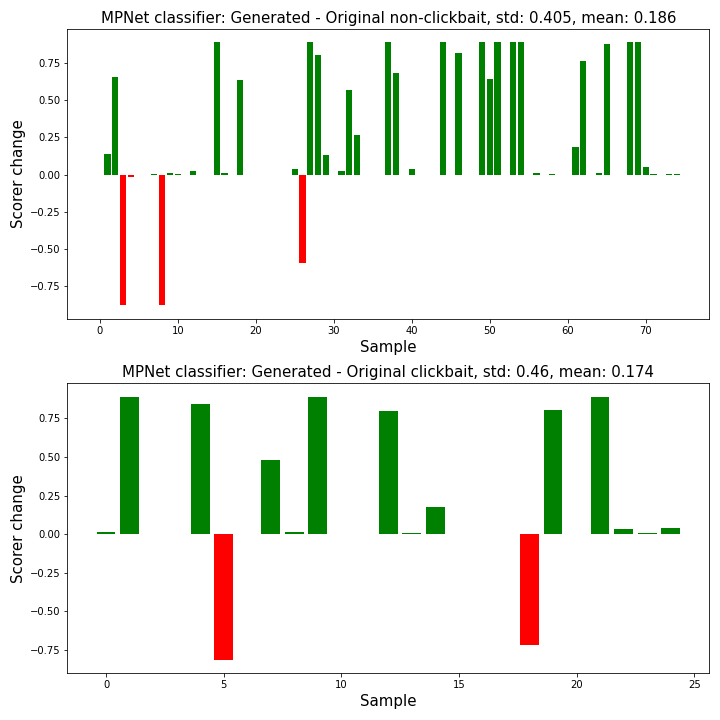 MPNet classifier: Generated - Original non-clickbait, std: 0.405, mean: 0.186
Scorer change
0.75
0.50
0.25
0.00
−0.25
−0.50
−0.75
0 10 20 30 40 50 60 70
Sample
MPNet classifier: Generated - Original clickbait, std: 0.46, mean: 0.174
Scorer change
0.75
0.50
0.25
0.00
−0.25
−0.50
−0.75
0 5 10 15 20 25
Sample